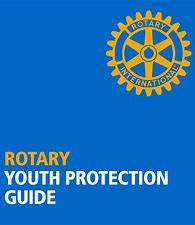 ROTARY
INTERNATIONAL
ROTARY
YOUTH PROTECTION
GUIDE